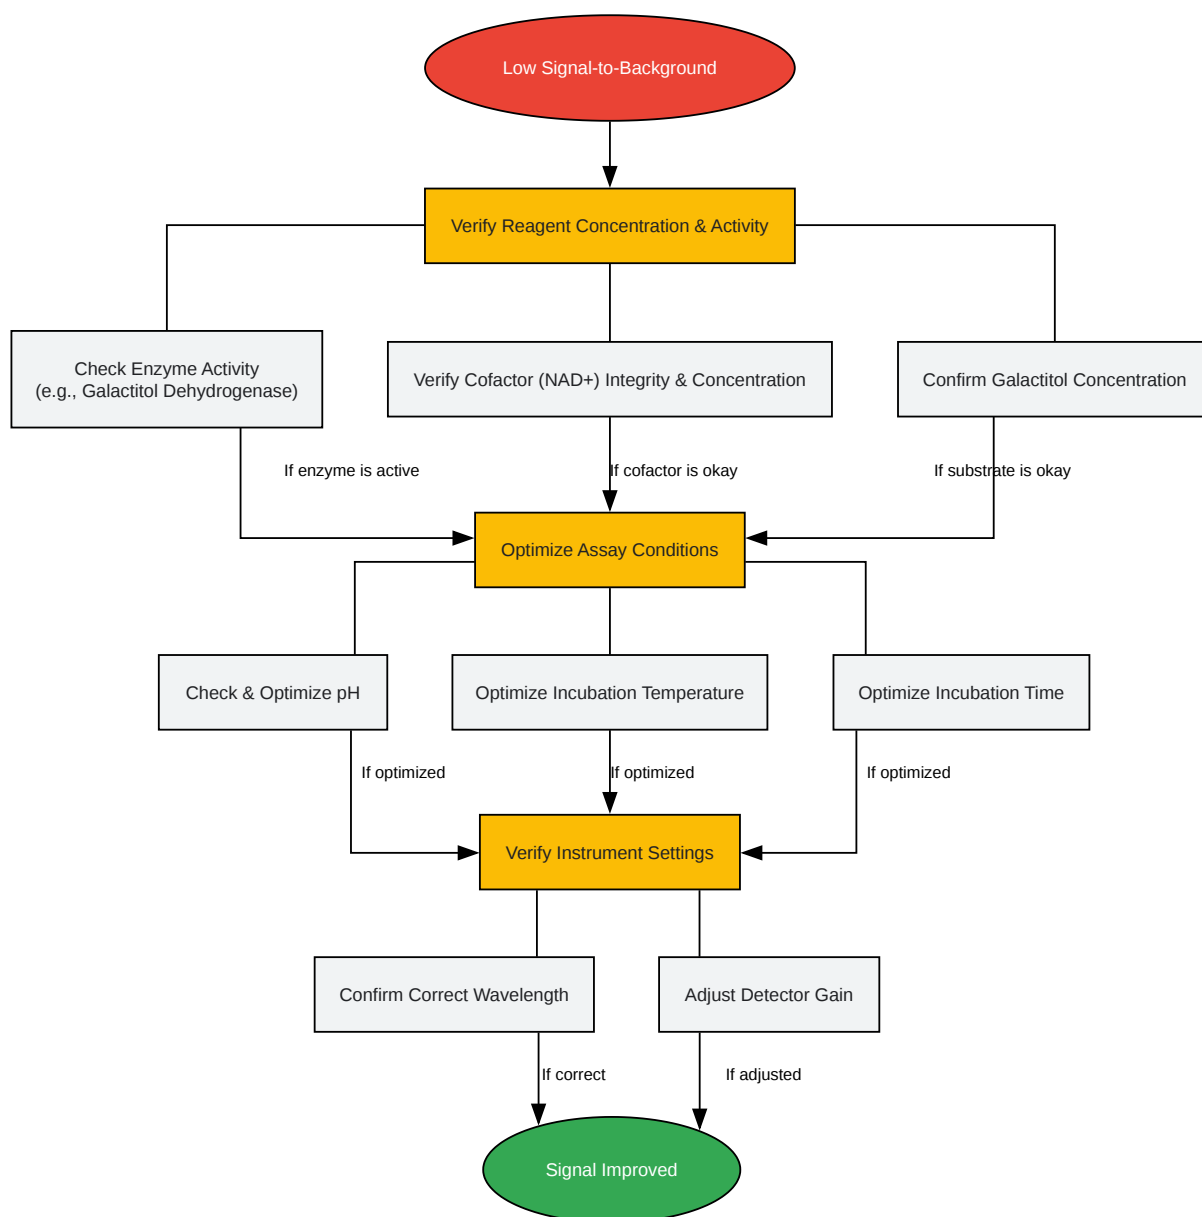 Low Signal-to-Background
Verify Reagent Concentration & Activity
Check Enzyme Activity
(e.g., Galactitol Dehydrogenase)
Verify Cofactor (NAD+) Integrity & Concentration
Confirm Galactitol Concentration
If enzyme is active
If cofactor is okay
If substrate is okay
Optimize Assay Conditions
Check & Optimize pH
Optimize Incubation Temperature
Optimize Incubation Time
If optimized
If optimized
If optimized
Verify Instrument Settings
Confirm Correct Wavelength
Adjust Detector Gain
If correct
If adjusted
Signal Improved